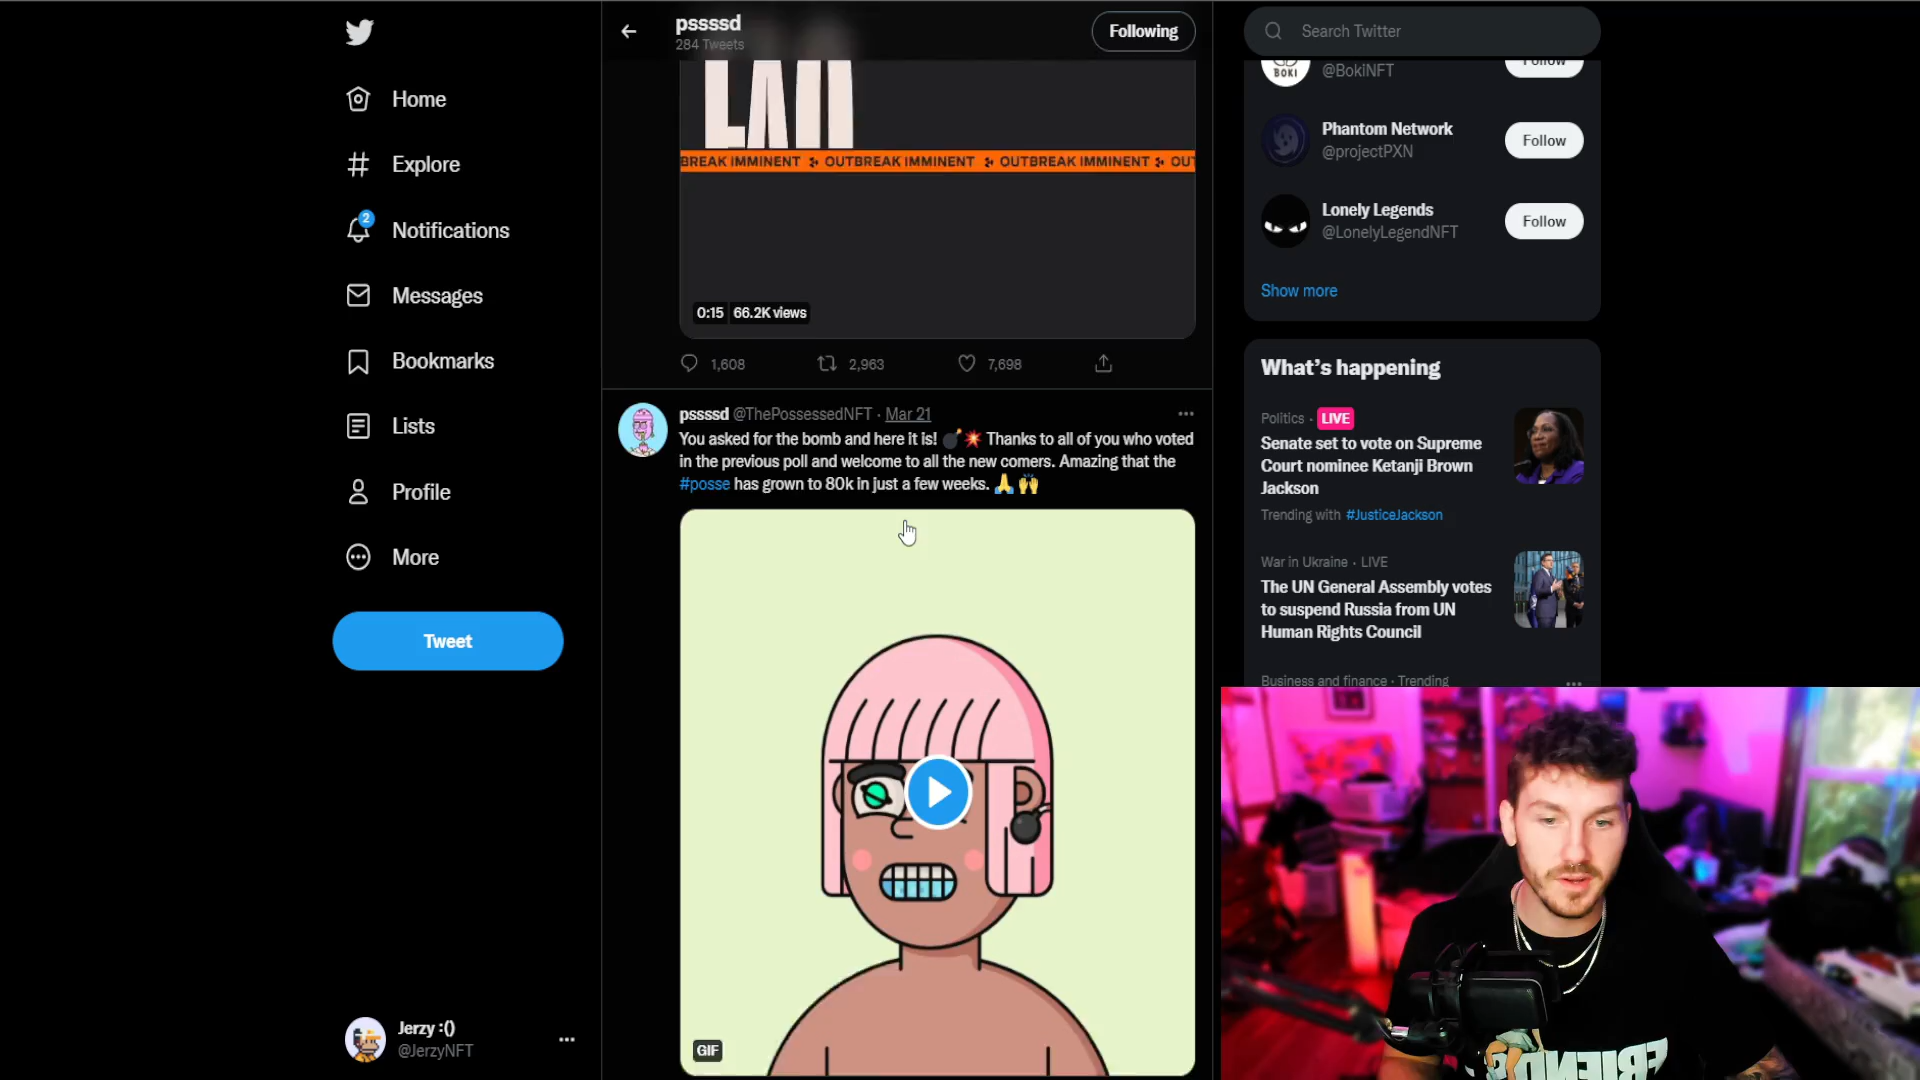 Home
Explore
2
Notifications
Messages
Bookmarks
Lists
Profile
More
Tweet
Jerzy :()
@JerzyNFT
pssssd
284 Tweets
Following
FAQ
BREAK IMMINENT OUTBREAK IMMINENT OUTBREAK IMMINENT OUT
0:15 66.2K views
1,608 2,963 7,698
pssssd @ThePossessedNFT · Mar 21
You asked for the bomb and here it is! 💣💥 Thanks to all of you who voted
in the previous poll and welcome to all the new comers. Amazing that the
#posse has grown to 80k in just a few weeks. 🙏🙌
GIF
Search Twitter
BOKI
@BokiNFT
Follow
Phantom Network
@projectPXN
Follow
Lonely Legends
@LonelyLegendNFT
Follow
Show more
What's happening
Politics · LIVE
Senate set to vote on Supreme
Court nominee Ketanji Brown
Jackson
Trending with #JusticeJackson
War in Ukraine · LIVE
The UN General Assembly votes
to suspend Russia from UN
Human Rights Council
Business and finance · Trending